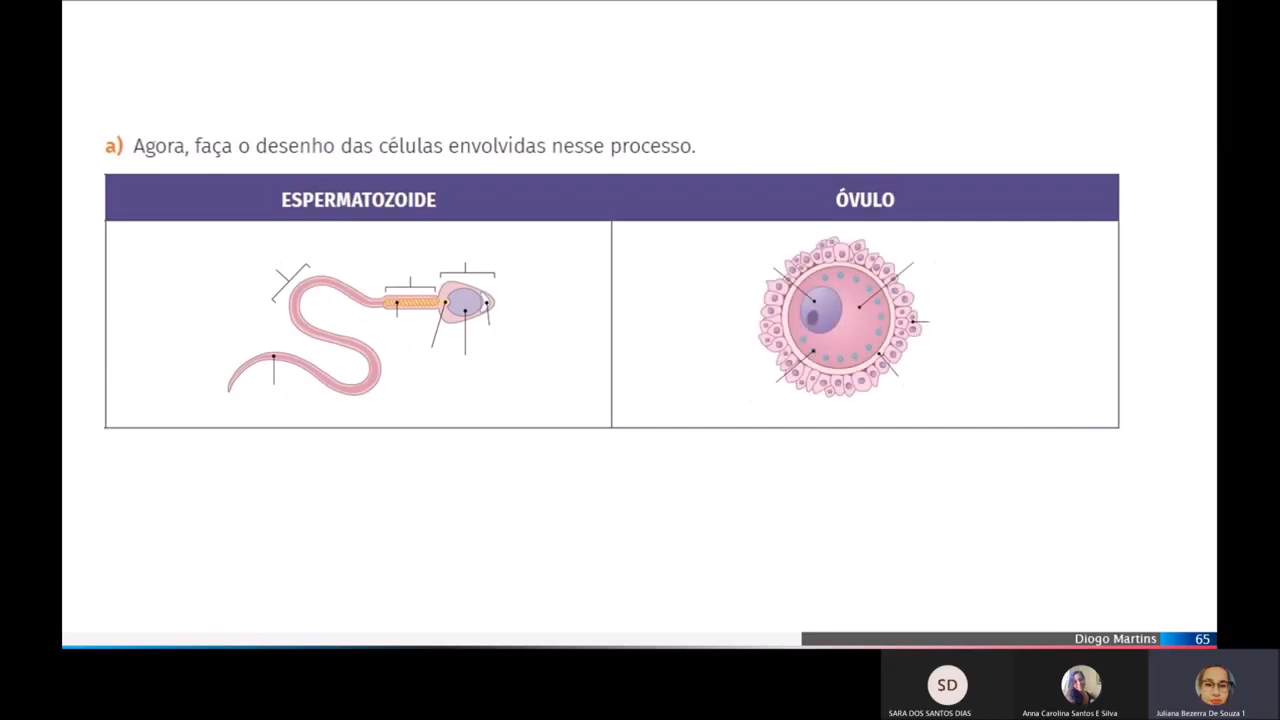 a) Agora, faça o desenho das células envolvidas nesse processo.
ESPERMATOZOIDE
ÓVULO
Diogo Martins
65
SD
SARA DOS SANTOS DIAS
Anna Carolina Santos E Silva
Juliana Bezerra De Souza 1